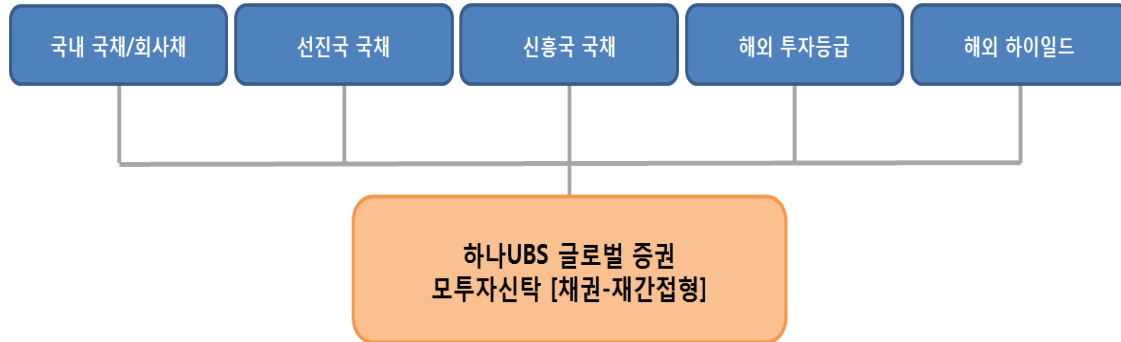 국내 국채/회사채
선진국 국채
신흥국 국채
해외 투자등급
해외 하이일드
하나UBS 글로벌 증권
모투자신탁 [채권-재간접형]